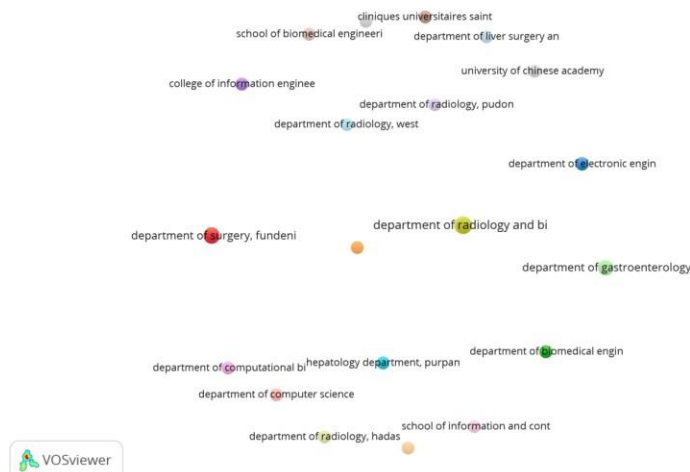 cliniques universitaires saint
school of biomedical engineeri
department of liver surgery an
university of chinese academy
college of information enginee
department of radiology, pudon
department of radiology, west
department of electronic engin
department of radiology and bi
department of surgery, fundeni
department of gastroenterology
department of biomedical engin
hepatology department, purpan
department of computational bi
department of computer science
school of information and cont
department of radiology, hadas
VOSviewer